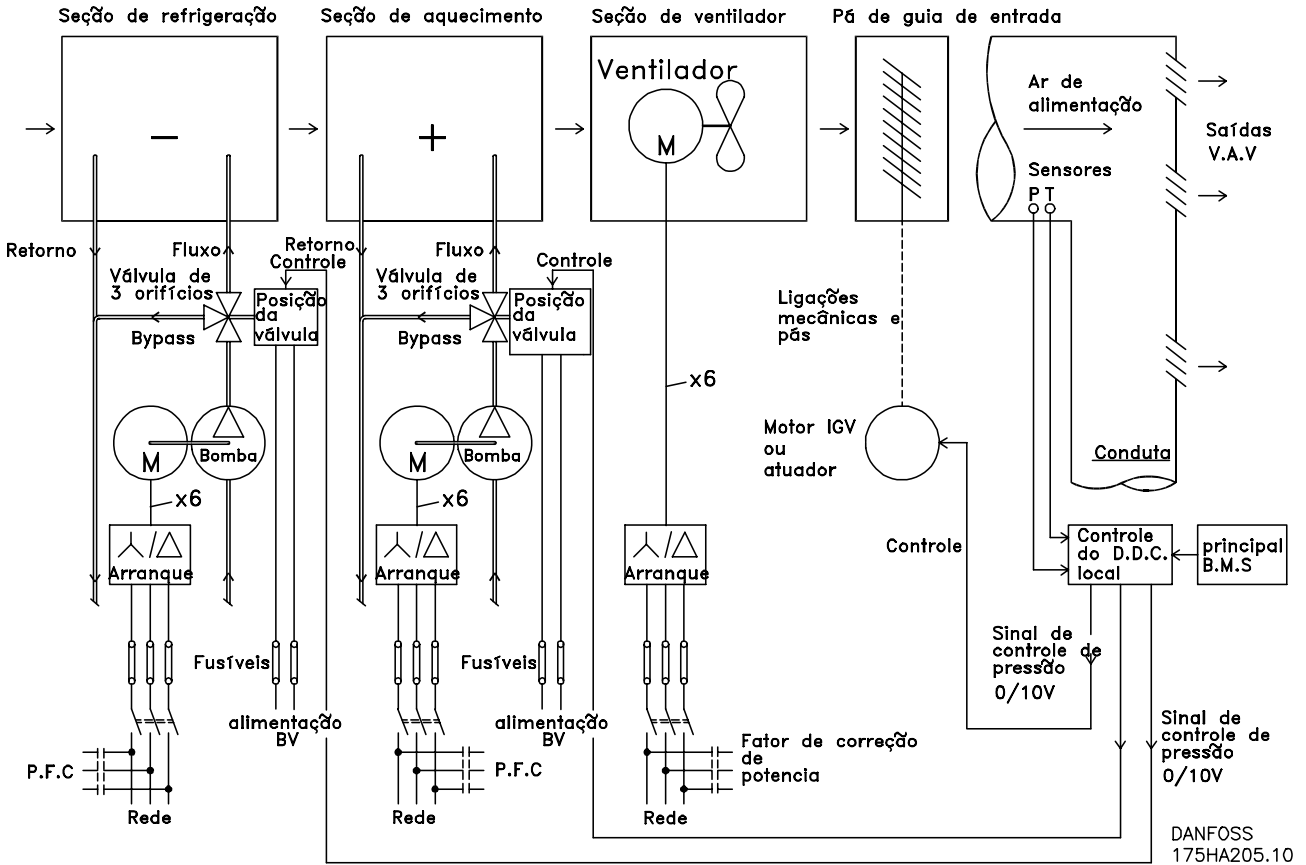 Seção de refrigeração
Seção de aquecimento
Seção de ventilador
Pá de guia de entrada
Ventilador
M
Ar de
alimentação
Saídas
V.A.V
Sensores
P T
−
+
Retorno
Fluxo
Válvula de
3 orifícios
Bypass
Retorno
Controle
Posição
da
válvula
Fluxo
Válvula de
3 orifícios
Bypass
Controle
Posição
da
válvula
Ligações
mecânicas e
pás
x6
M
Bomba
x6
M
Bomba
x6
Motor IGV
ou
atuador
Conduta
Arranque
Arranque
Arranque
Controle
Controle
do D.D.C.
local
principal
B.M.S
Fusíveis
Fusíveis
Sinal de
controle de
pressão
0/10V
alimentação
BV
alimentação
BV
Sinal de
controle de
pressão
0/10V
P.F.C
P.F.C
Fator de correção
de
potencia
Rede
Rede
Rede
DANFOSS
175HA205.10